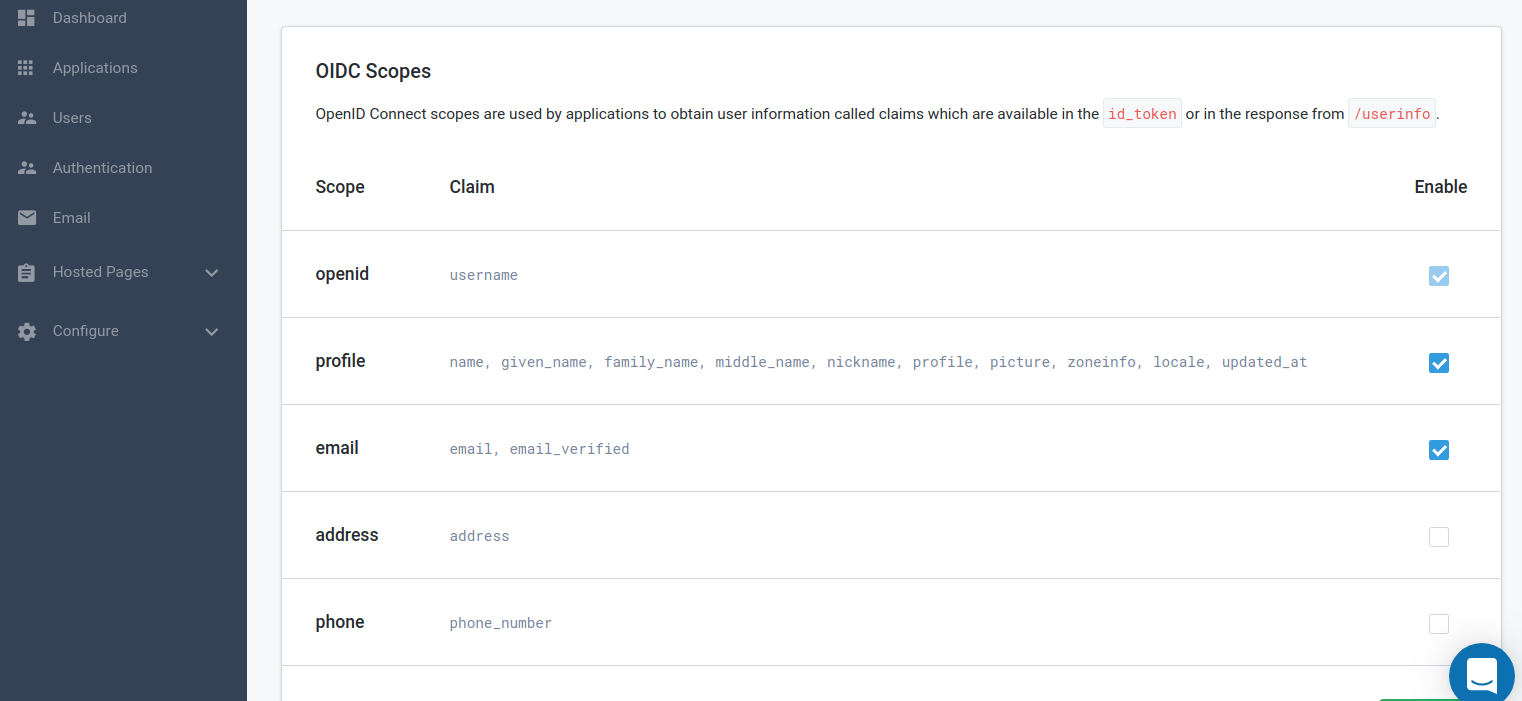 Dashboard
Applications
Users
Authentication
Email
Hosted Pages
Configure
OIDC Scopes
OpenID Connect scopes are used by applications to obtain user information called claims which are available in the id_token or in the response from /userinfo.
Scope Claim Enable
openid username
profile name, given_name, family_name, middle_name, nickname, profile, picture, zoneinfo, locale, updated_at
email email, email_verified
address address
phone phone_number